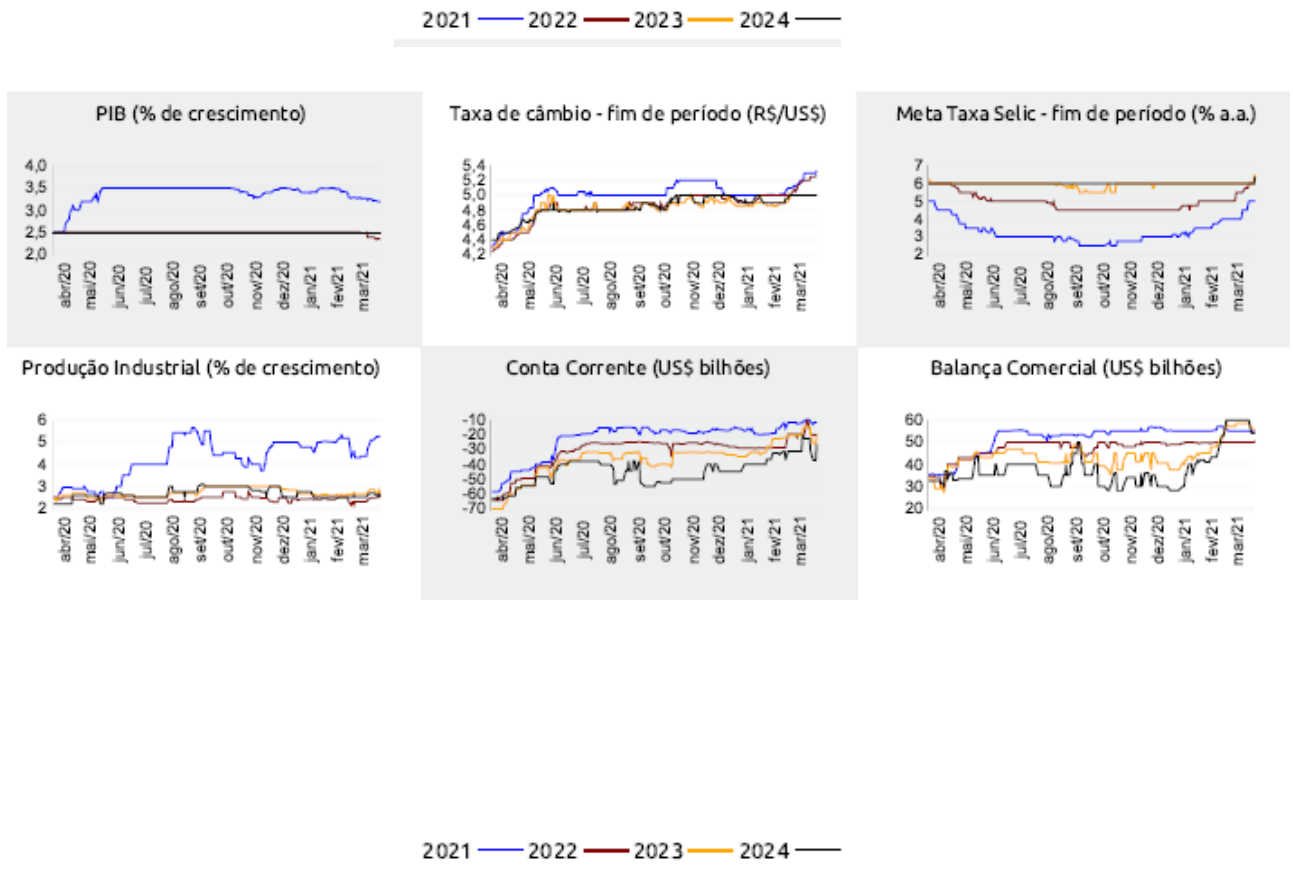 2021 2022 2023 2024
PIB (% de crescimento)
4,0
3,5
3,0
2,5
2,0
abr/20 mai/20 jun/20 jul/20 ago/20 set/20 out/20 nov/20 dez/20 jan/21 fev/21 mar/21
Taxa de câmbio - fim de período (R$/US$)
5,4
5,2
5,0
4,8
4,6
4,4
4,2
abr/20 mai/20 jun/20 jul/20 ago/20 set/20 out/20 nov/20 dez/20 jan/21 fev/21 mar/21
Meta Taxa Selic - fim de período (% a.a.)
7
6
5
4
3
2
abr/20 mai/20 jun/20 jul/20 ago/20 set/20 out/20 nov/20 dez/20 jan/21 fev/21 mar/21
Produção Industrial (% de crescimento)
6
5
4
3
2
abr/20 mai/20 jun/20 jul/20 ago/20 set/20 out/20 nov/20 dez/20 jan/21 fev/21 mar/21
Conta Corrente (US$ bilhões)
-10
-20
-30
-40
-50
-60
-70
abr/20 mai/20 jun/20 jul/20 ago/20 set/20 out/20 nov/20 dez/20 jan/21 fev/21 mar/21
Balança Comercial (US$ bilhões)
60
50
40
30
20
abr/20 mai/20 jun/20 jul/20 ago/20 set/20 out/20 nov/20 dez/20 jan/21 fev/21 mar/21
2021 2022 2023 2024